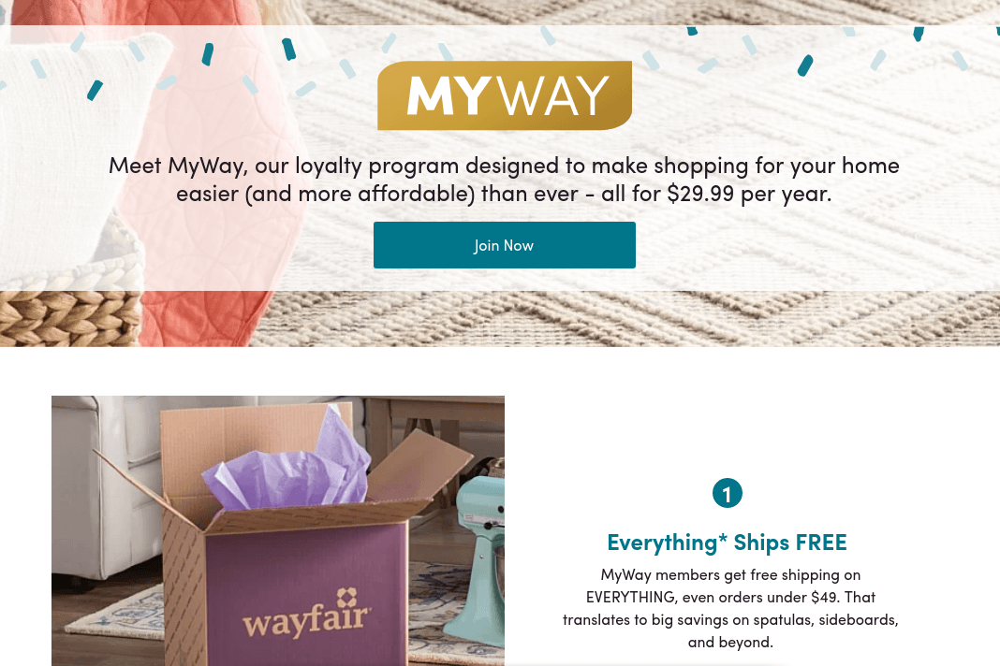 MYWAY
Meet MyWay, our loyalty program designed to make shopping for your home
easier (and more affordable) than ever - all for $29.99 per year.
Join Now
wayfair
1
Everything* Ships FREE
MyWay members get free shipping on
EVERYTHING, even orders under $49. That
translates to big savings on spatulas, sideboards,
and beyond.